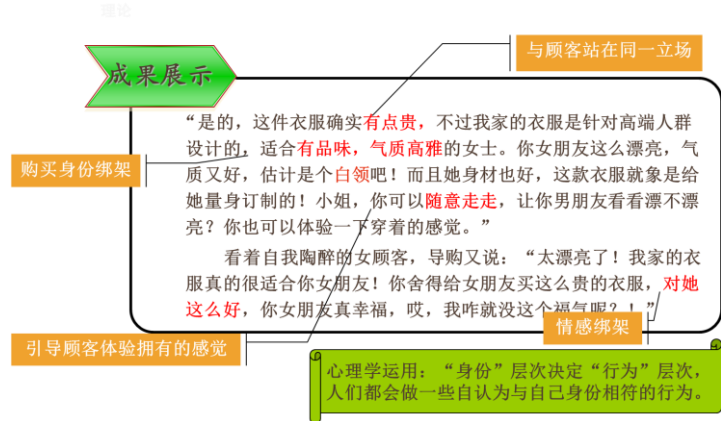 理论
与顾客站在同一立场
成果展示
“是的，这件衣服确实有点贵，不过我家的衣服是针对高端人群
设计的，适合有品味，气质高雅的女士。你女朋友这么漂亮，气
质又好，估计是个白领吧！而且她身材也好，这款衣服就象是给
她量身订制的！小姐，你可以随意走走，让你男朋友看看漂不漂
亮？你也可以体验一下穿着的感觉。”
购买身份绑架
看着自我陶醉的女顾客，导购又说：“太漂亮了！我家的衣
服真的很适合你女朋友！你舍得给女朋友买这么贵的衣服，对她
这么好，你女朋友真幸福，哎，我咋就没这个福气呢？！”
情感绑架
引导顾客体验拥有的感觉
心理学运用：“身份”层次决定“行为”层次，
人们都会做一些自认为与自己身份相符的行为。